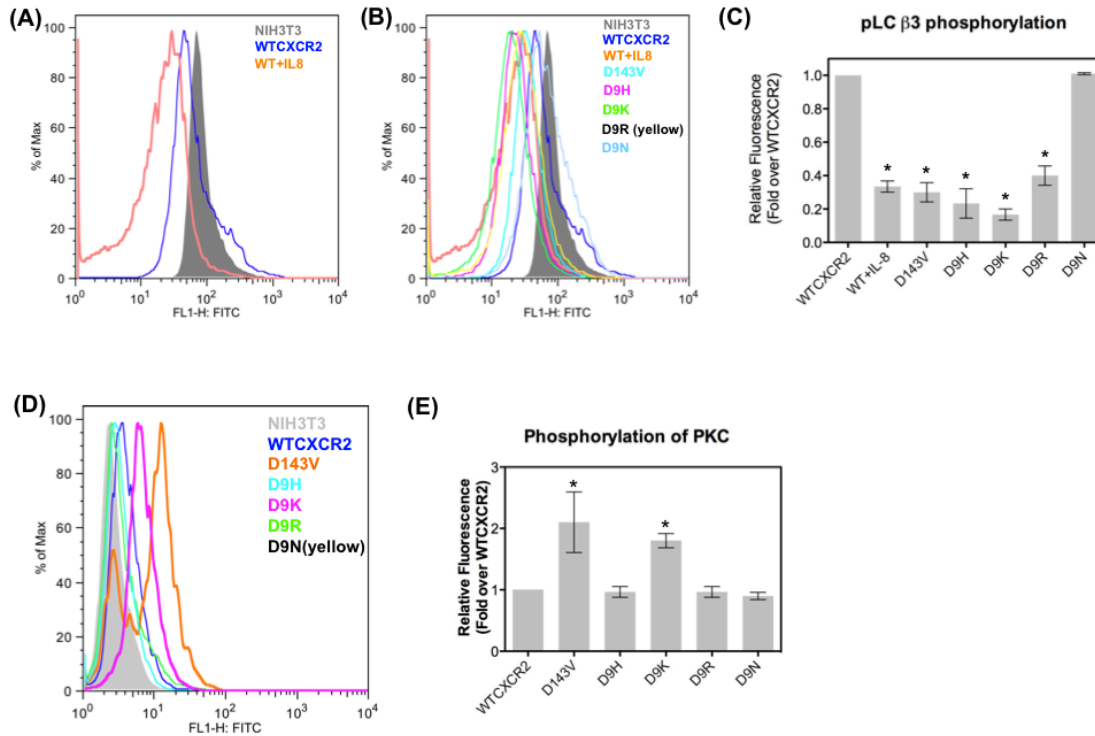 (A)
NIH3T3
WTCXCR2
WT+IL8
% of Max
100
80
60
40
20
0
10^0 10^1 10^2 10^3 10^4
FL1-H: FITC
(B)
NIH3T3
WTCXCR2
WT+IL8
D143V
D9H
D9K
D9R (yellow)
D9N
% of Max
100
80
60
40
20
0
10^0 10^1 10^2 10^3 10^4
FL1-H: FITC
(C)
pLC β3 phosphorylation
Relative Fluorescence
(Fold over WTCXCR2)
1.0
0.8
0.6
0.4
0.2
0.0
* * * * *
WTCXCR2 WT+IL-8 D143V D9H D9K D9R D9N
(D)
NIH3T3
WTCXCR2
D143V
D9H
D9K
D9R
D9N(yellow)
% of Max
100
80
60
40
20
0
10^0 10^1 10^2 10^3 10^4
FL1-H: FITC
(E)
Phosphorylation of PKC
Relative Fluorescence
(Fold over WTCXCR2)
3
2
1
0
* *
WTCXCR2 D143V D9H D9K D9R D9N